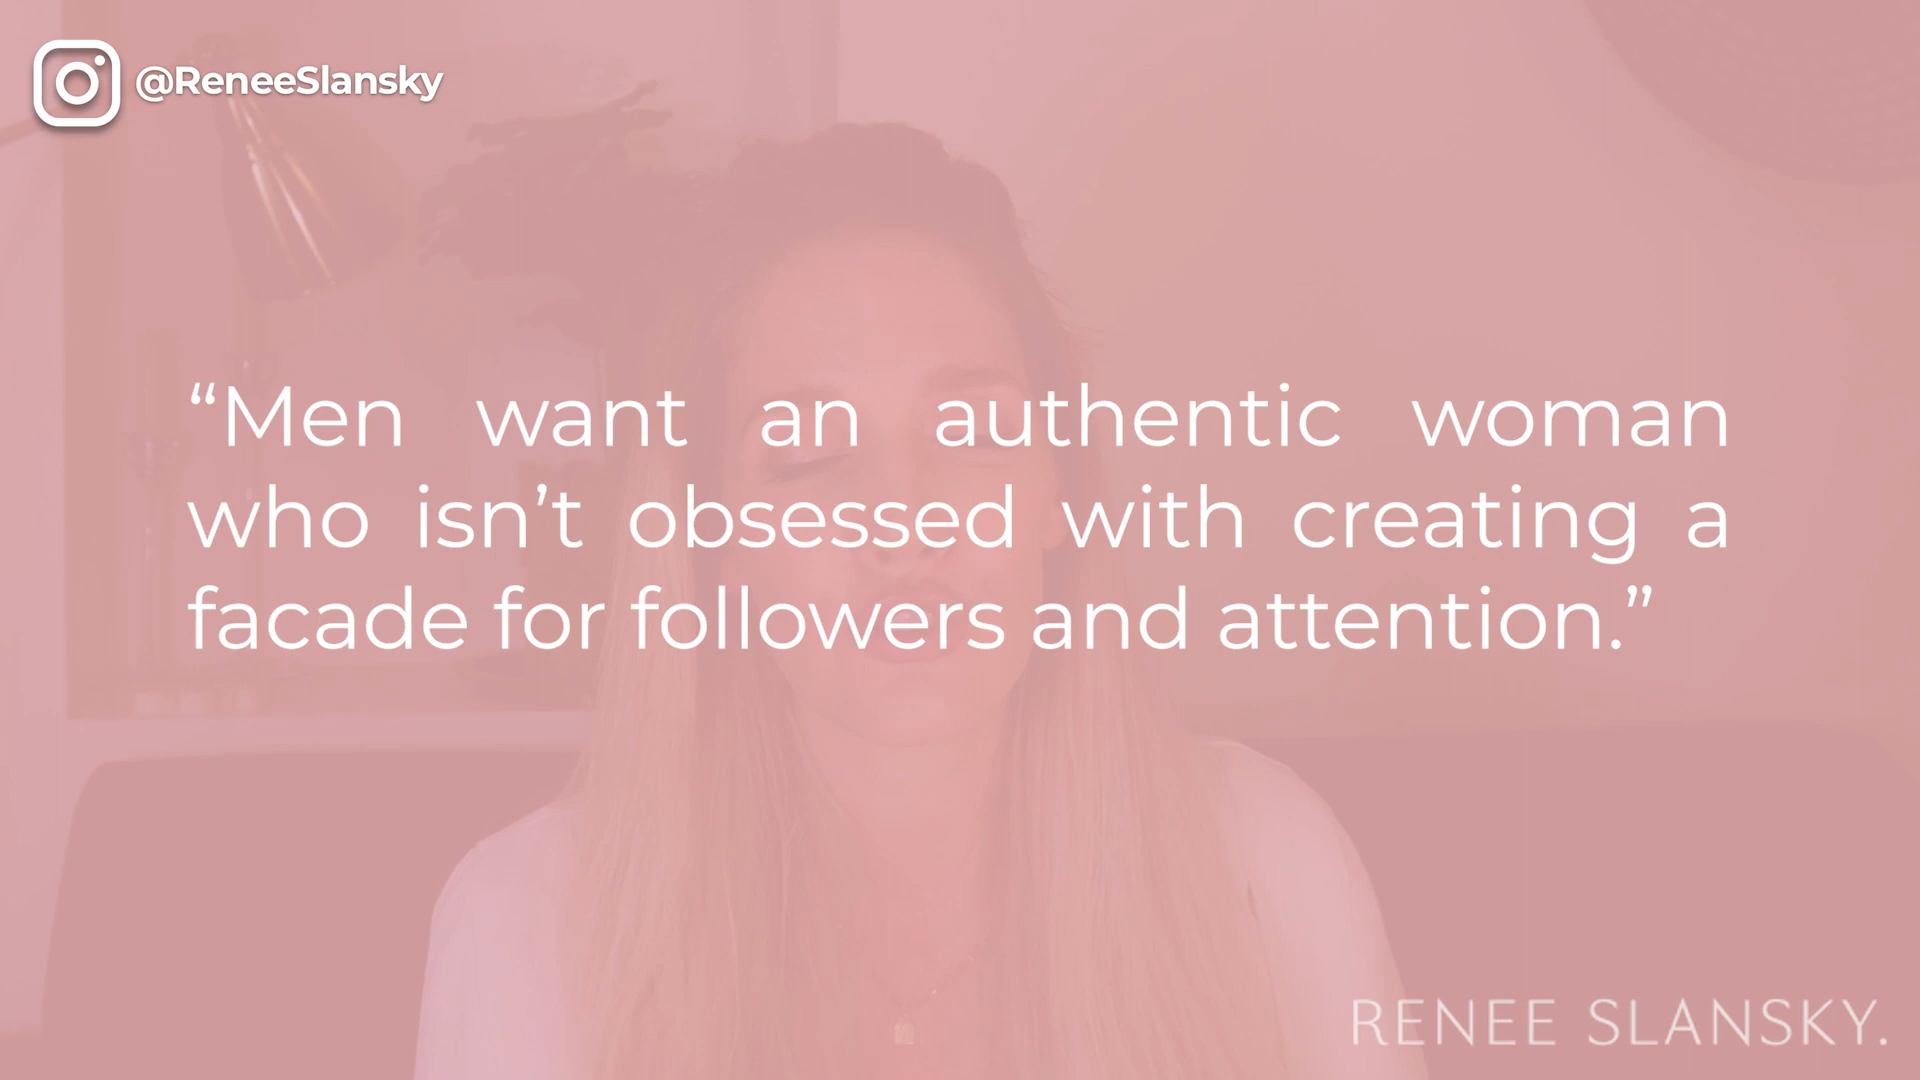 @ReneeSlansky
“Men want an authentic woman
who isn’t obsessed with creating a
facade for followers and attention.”
RENEE SLANSKY.